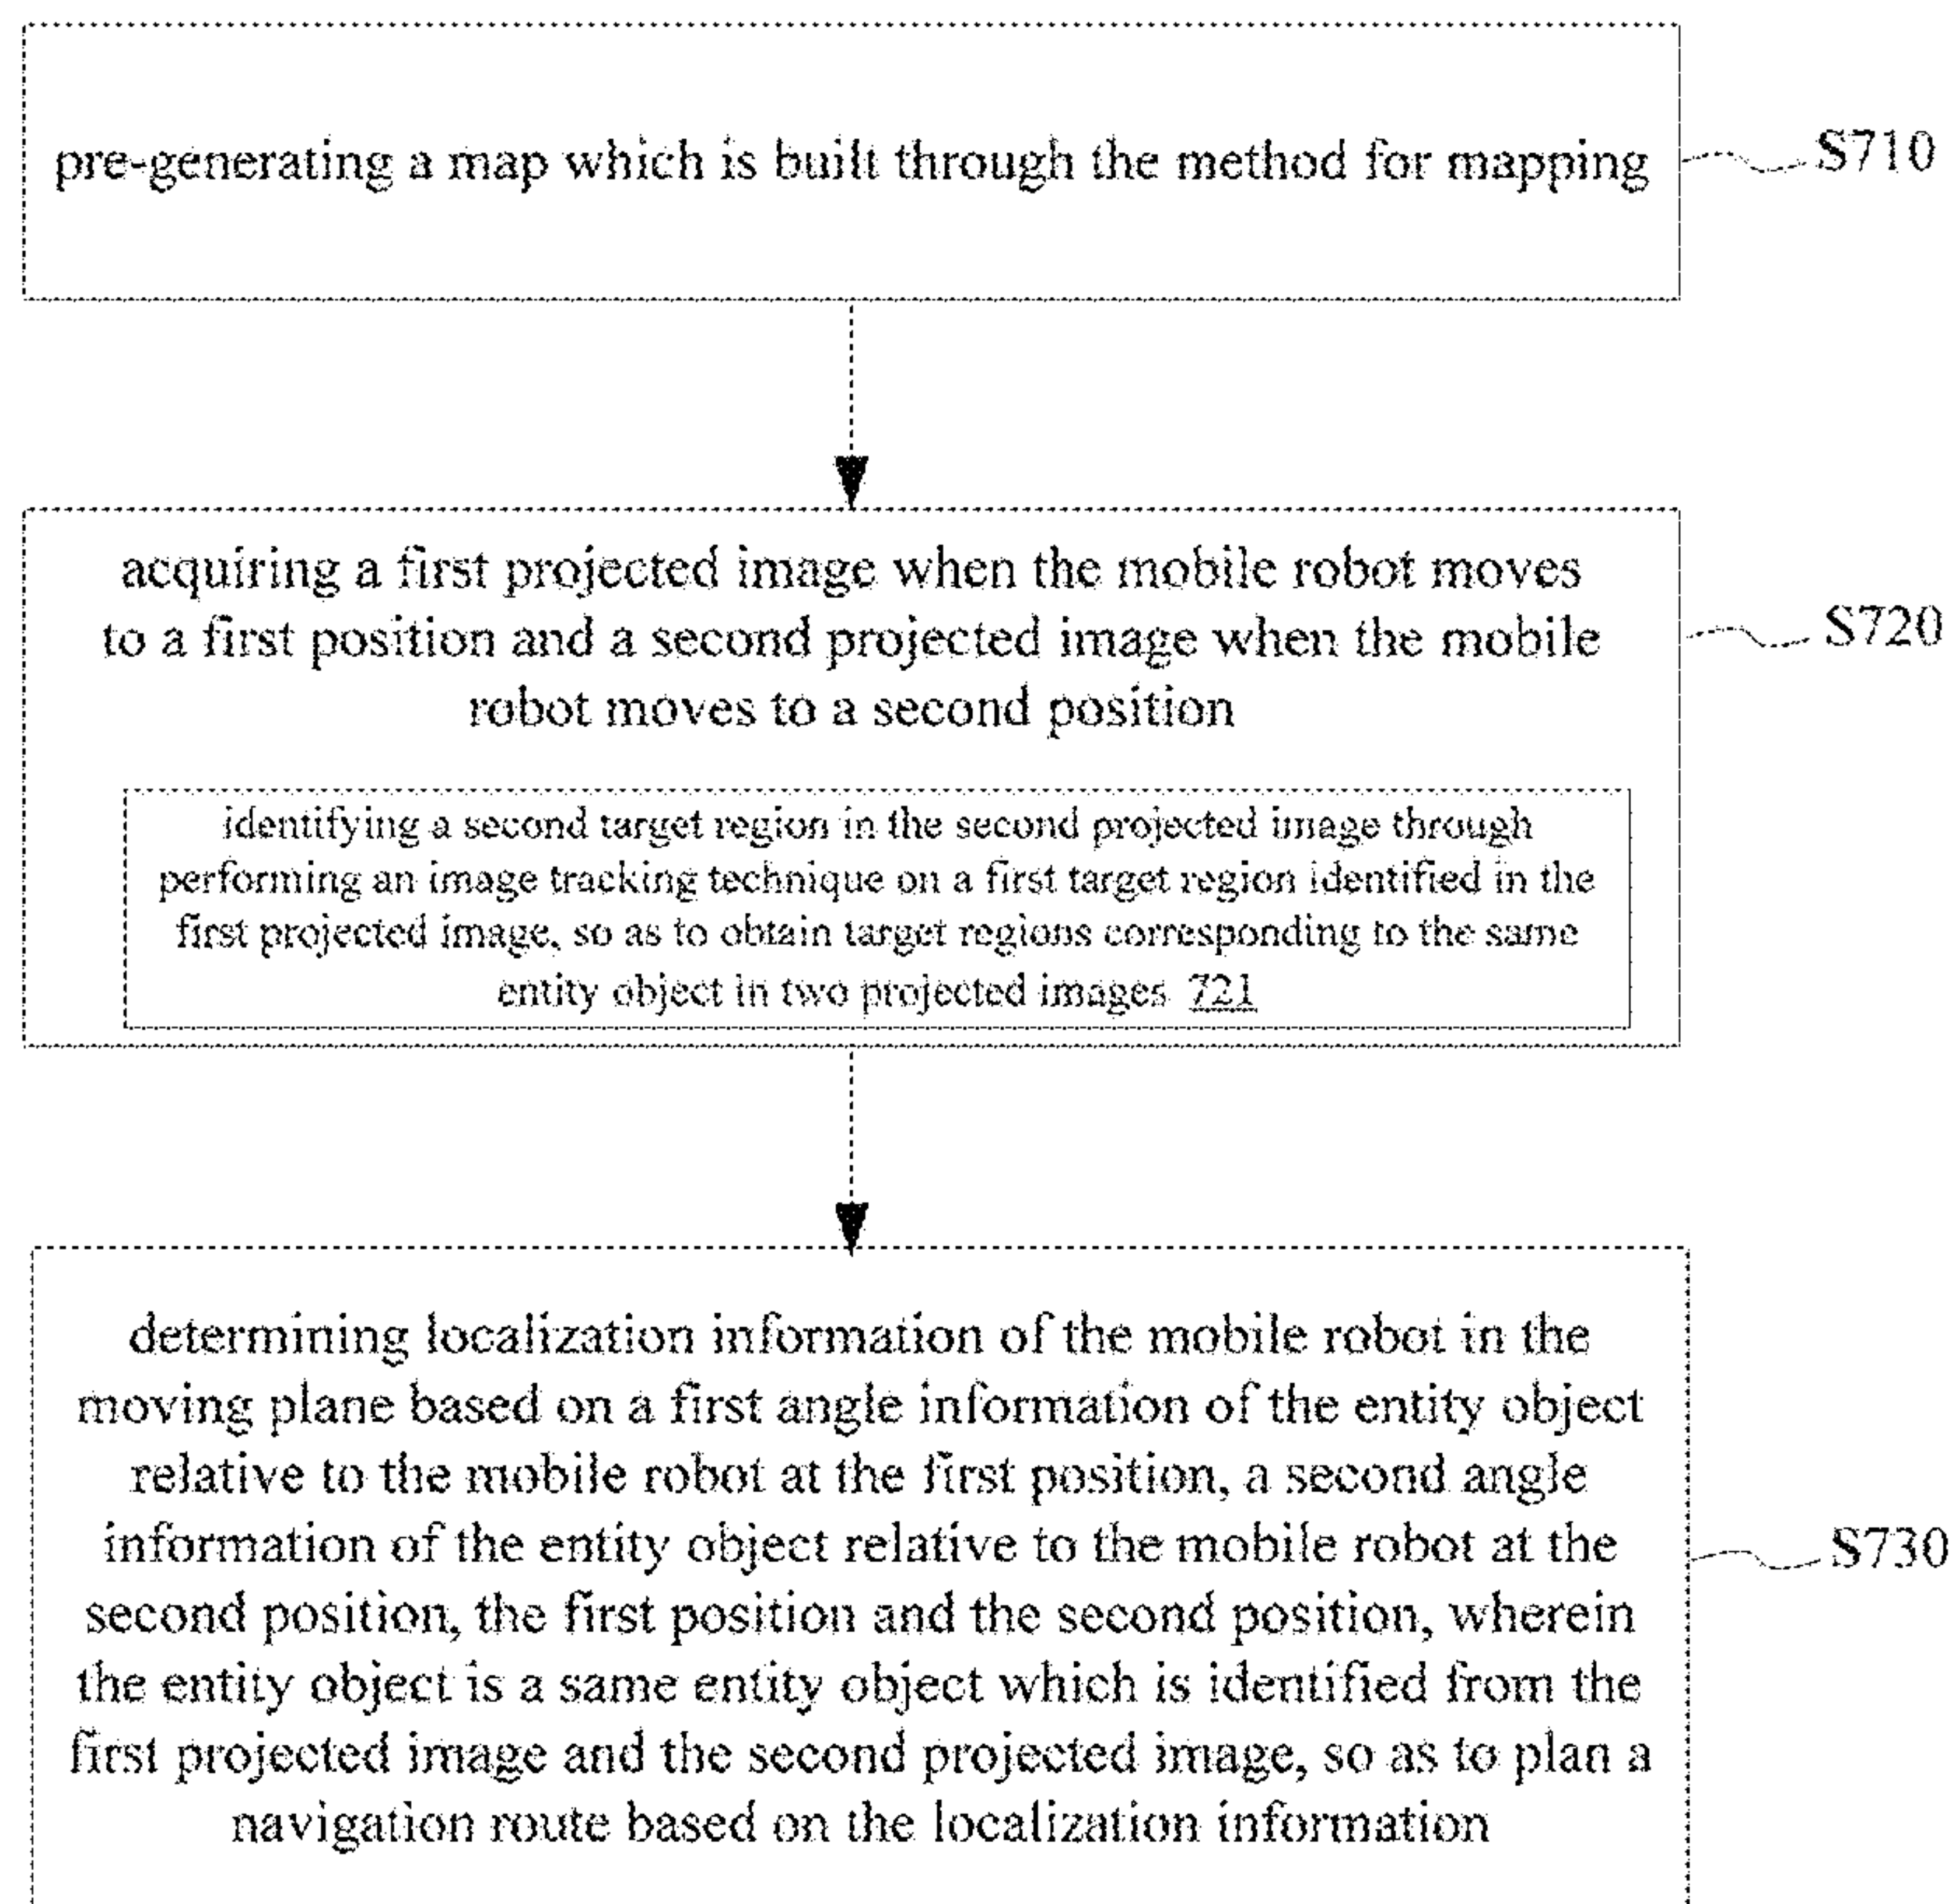 pre-generating a map which is built through the method for mapping
S710
acquiring a first projected image when the mobile robot moves
to a first position and a second projected image when the mobile
robot moves to a second position
S720
identifying a second target region in the second projected image through
performing an image tracking technique on a first target region identified in the
first projected image, so as to obtain target regions corresponding to the same
entity object in two projected images 721
determining localization information of the mobile robot in the
moving plane based on a first angle information of the entity object
relative to the mobile robot at the first position, a second angle
information of the entity object relative to the mobile robot at the
second position, the first position and the second position, wherein
the entity object is a same entity object which is identified from the
first projected image and the second projected image, so as to plan a
navigation route based on the localization information
S730